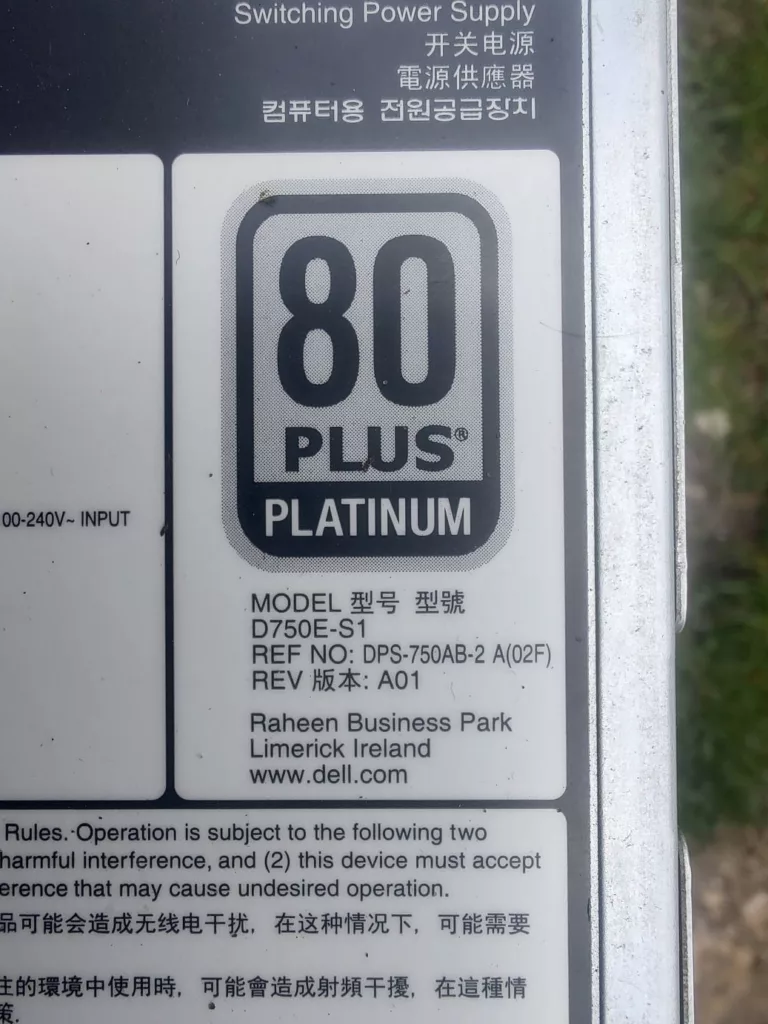 Switching Power Supply
开关电源
電源供應器
컴퓨터용 전원공급장치
80
PLUS®
PLATINUM
00-240V~ INPUT
MODEL 型号 型號
D750E-S1
REF NO: DPS-750AB-2 A(02F)
REV 版本: A01
Raheen Business Park
Limerick Ireland
www.dell.com
Rules. Operation is subject to the following two
harmful interference, and (2) this device must accept
erence that may cause undesired operation.
品可能会造成无线电干扰, 在这种情况下, 可能需要
住的環境中使用時, 可能會造成射頻干擾, 在這種情
策.